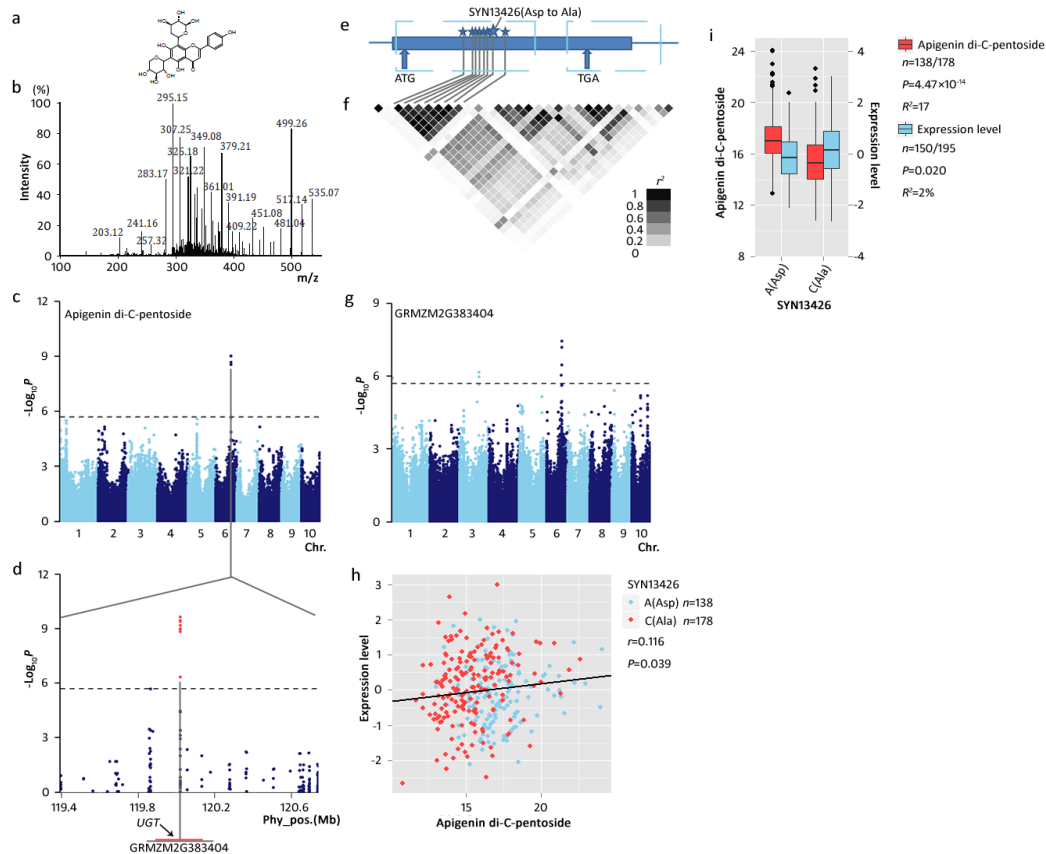 a
OH
HO
b
(%)
100
80
60
40
20
0
Intensity
295.15
307.25
325.18
321.22
349.08
379.21
499.26
283.17
361.01
391.19
535.07
517.14
241.16
203.12
257.32
409.22
451.08
481.04
100 200 300 400 500
m/z
c
Apigenin di-C-pentoside
12
9
6
3
0
-Log10P
1 2 3 4 5 6 7 8 9 10
Chr.
d
12
9
6
3
0
-Log10P
119.4 119.8 120.2 120.6
Phy_pos.(Mb)
UGT
GRMZM2G383404
e
SYN13426(Asp to Ala)
ATG
TGA
f
r2
1
0.8
0.6
0.4
0.2
0
g
GRMZM2G383404
9
6
3
0
-Log10P
1 2 3 4 5 6 7 8 9 10
Chr.
h
3
2
1
0
-1
-2
Expression level
15 20
Apigenin di-C-pentoside
SYN13426
A(Asp) n=138
C(Ala) n=178
r=0.116
P=0.039
i
24
20
16
12
8
Apigenin di-C-pentoside
4
2
0
-2
-4
Expression level
A(Asp) C(Ala)
SYN13426
Apigenin di-C-pentoside
n=138/178
P=4.47×10-14
R2=17
Expression level
n=150/195
P=0.020
R2=2%